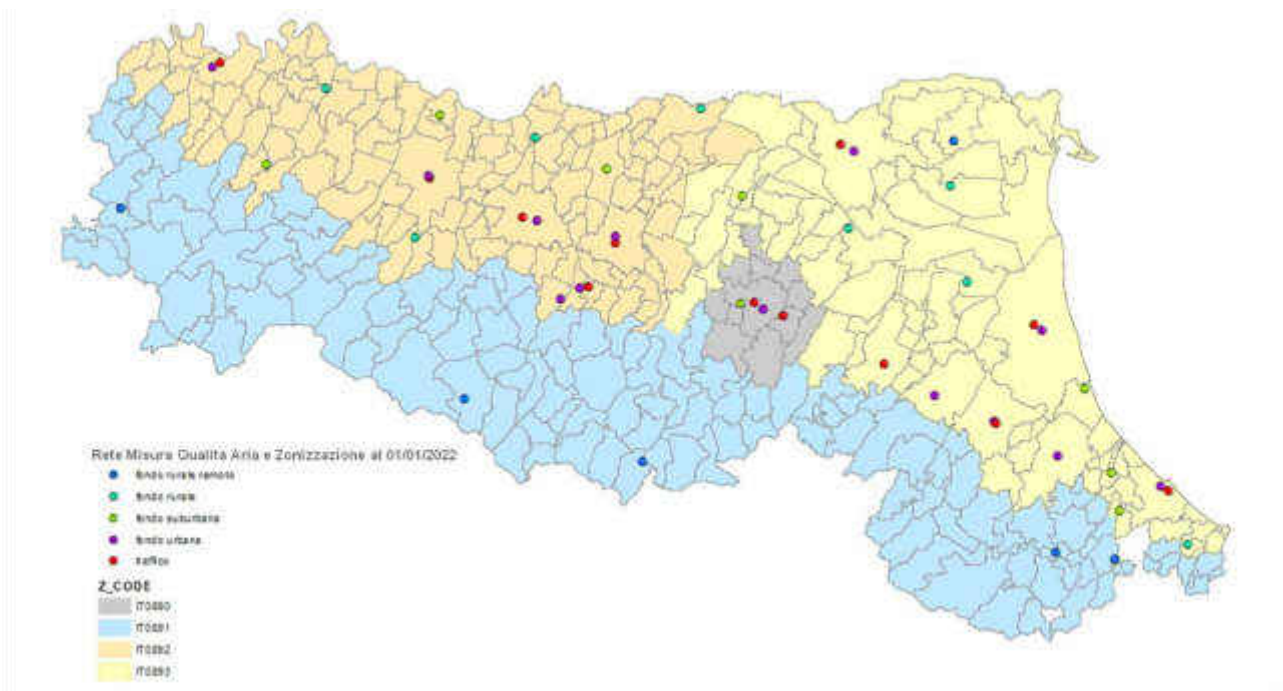 Rete Misura Qualità Aria e Zonizzazione al 01/01/2022
fondo rurale remoto
fondo rurale
fondo suburbano
fondo urbano
traffico
Z_CODE
IT0890
IT0891
IT0892
IT0893